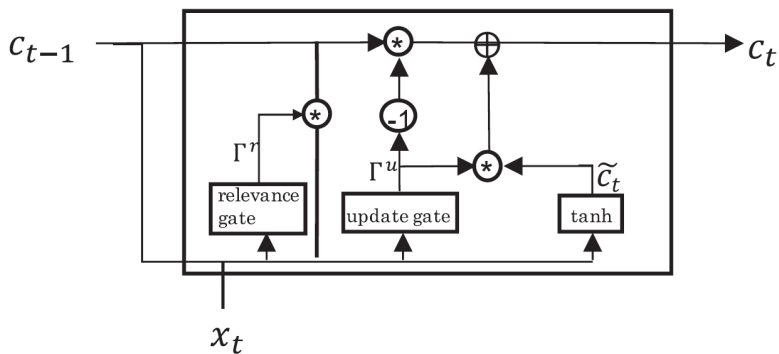 c_{t-1}
*
⊕
c_t
*
-1
Γ^r
Γ^u
*
c̃_t
relevance
gate
update gate
tanh
x_t